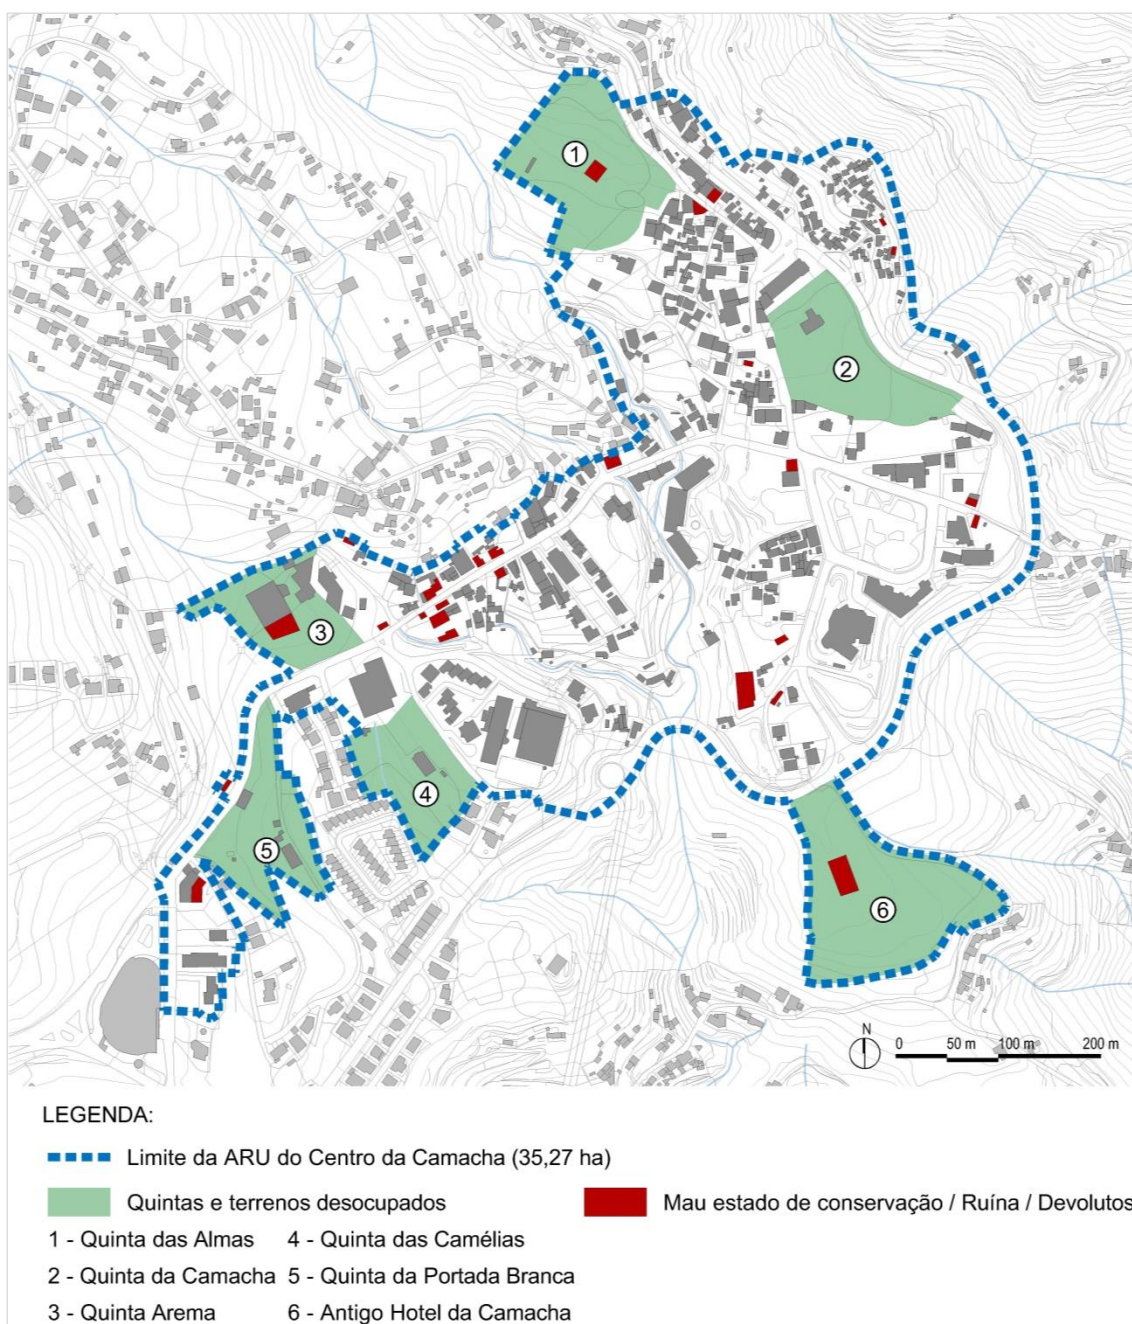 1
2
3
4
5
6
N
0 50 m 100 m 200 m
LEGENDA:
Limite da ARU do Centro da Camacha (35,27 ha)
Quintas e terrenos desocupados
Mau estado de conservação / Ruína / Devolutos
1 - Quinta das Almas 4 - Quinta das Camélias
2 - Quinta da Camacha 5 - Quinta da Portada Branca
3 - Quinta Arema 6 - Antigo Hotel da Camacha